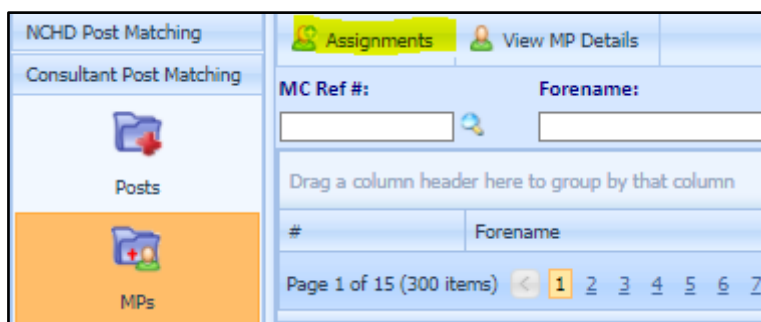 NCHD Post Matching
Consultant Post Matching
Posts
MPs
Assignments
View MP Details
MC Ref #:
Forename:
Drag a column header here to group by that column
#
Forename
Page 1 of 15 (300 items) < 1 2 3 4 5 6 7